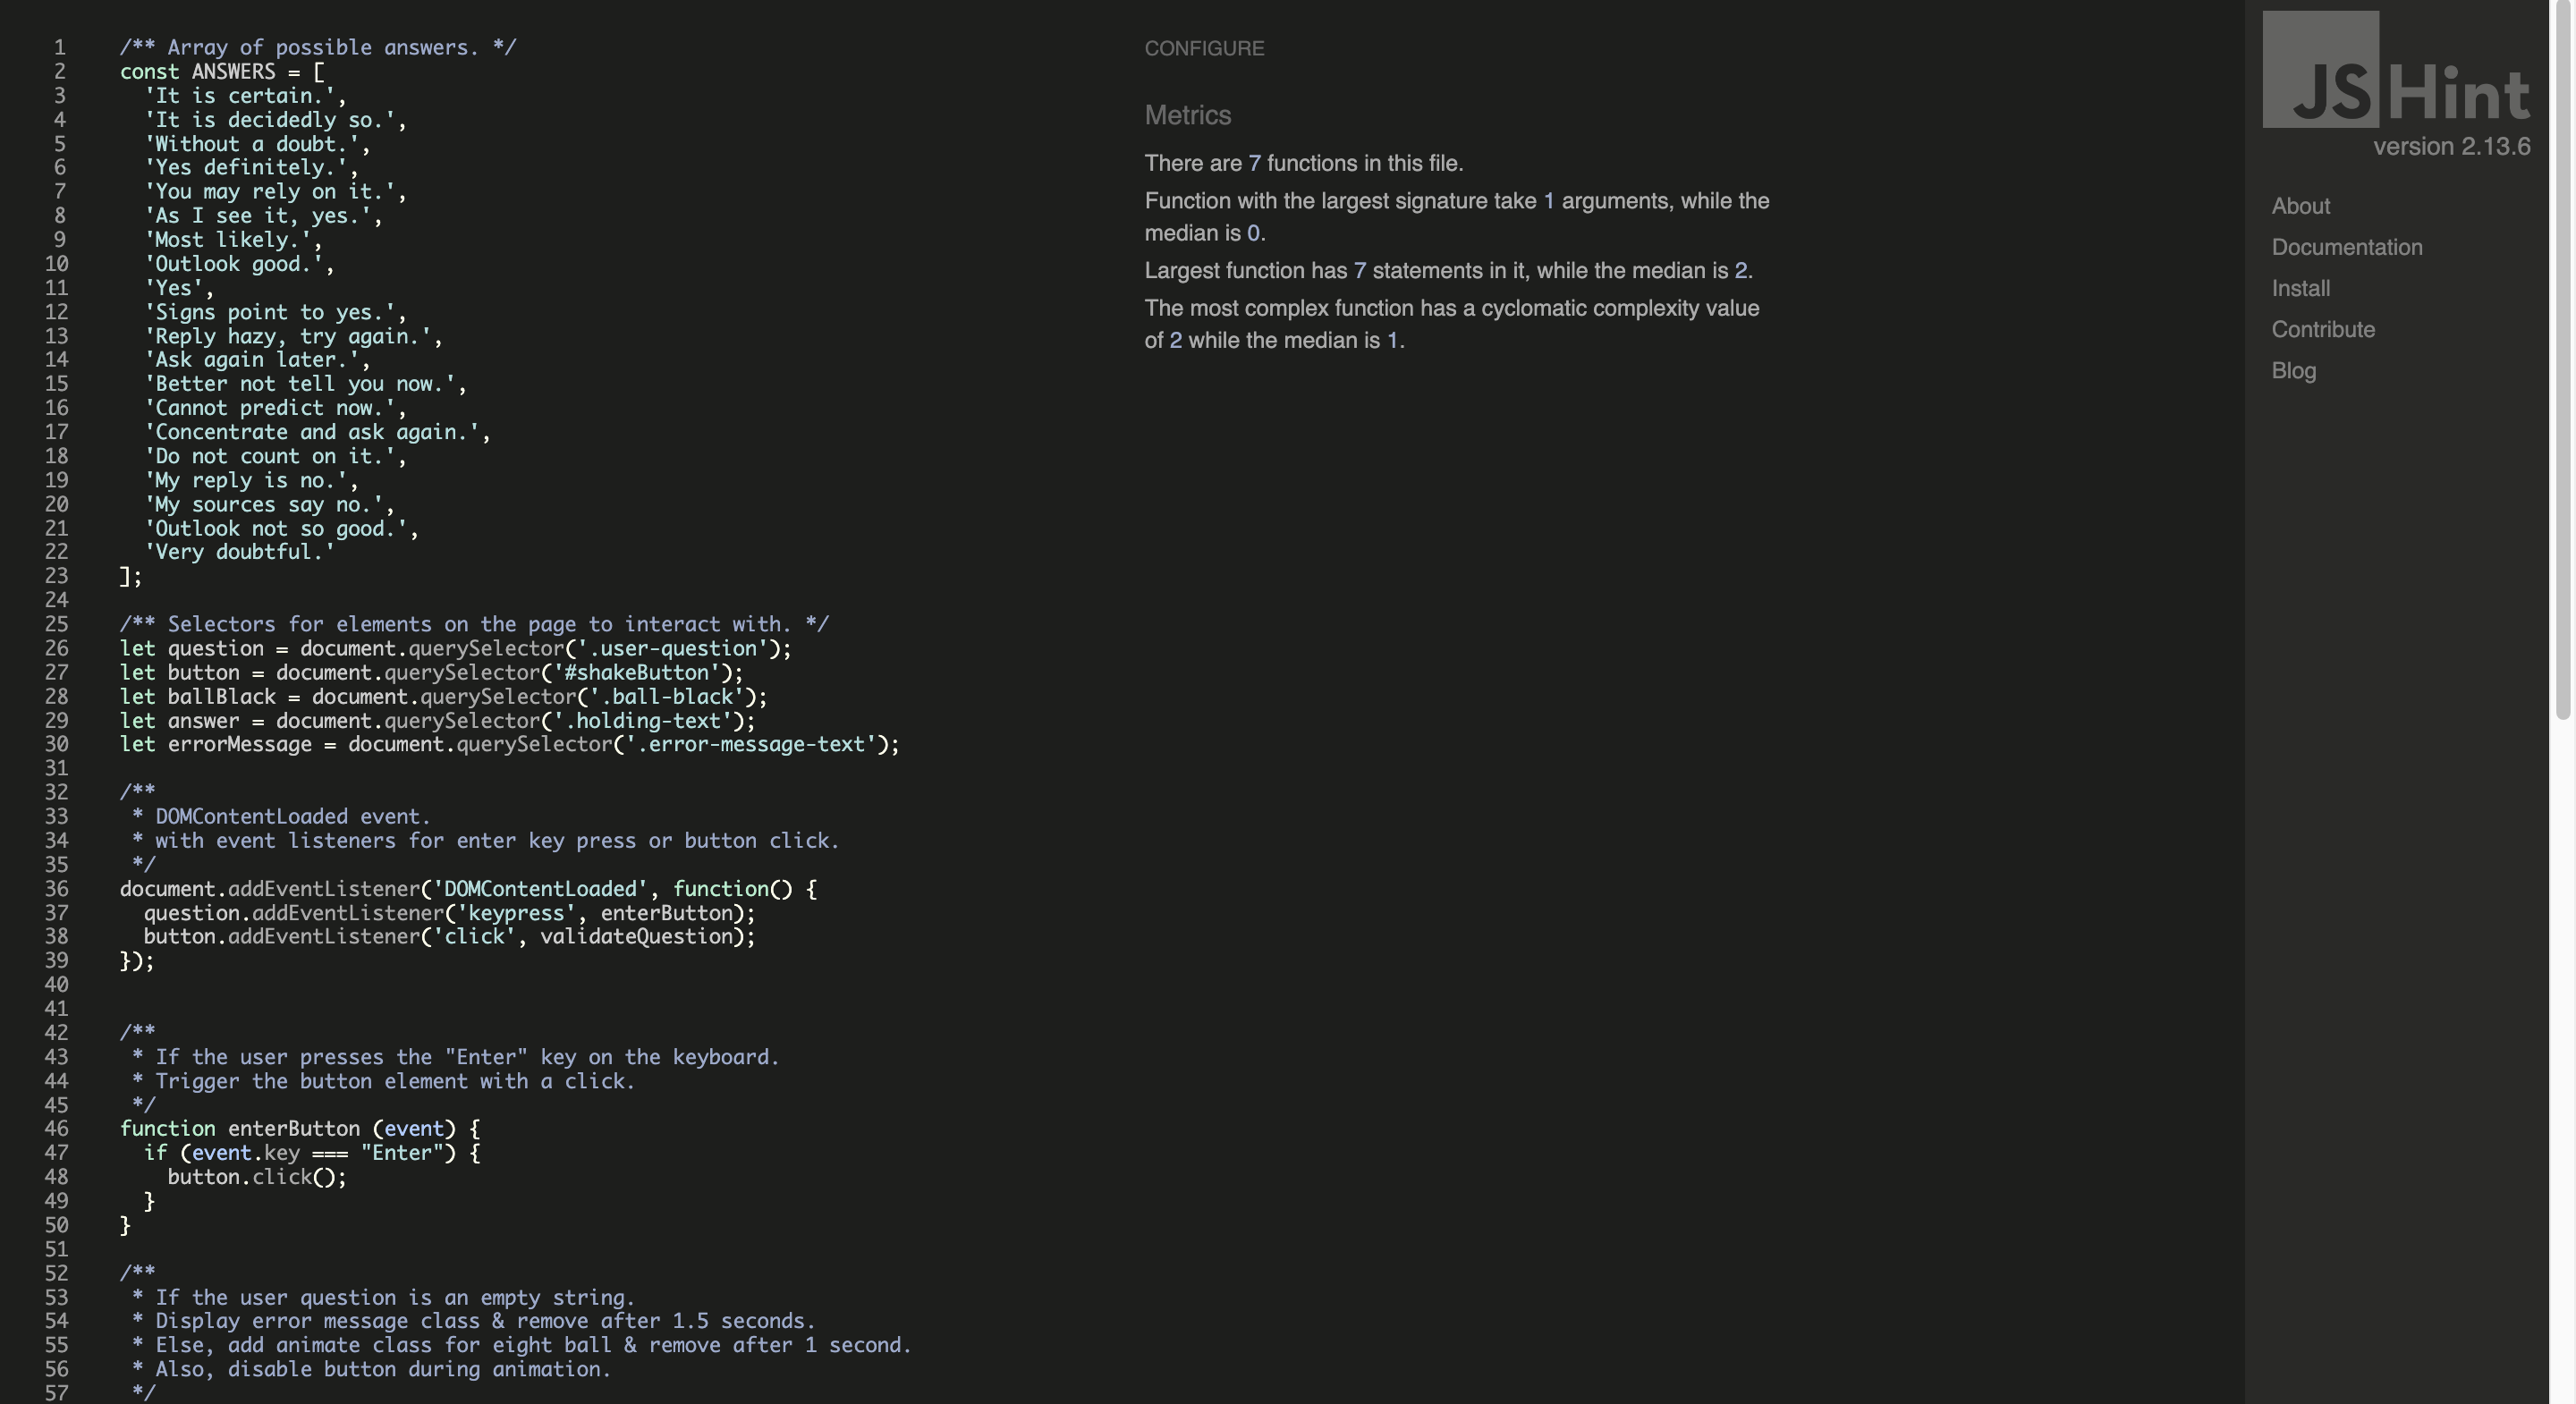 1 /** Array of possible answers. */
2 const ANSWERS = [
3 'It is certain.',
4 'It is decidedly so.',
5 'Without a doubt.',
6 'Yes definitely.',
7 'You may rely on it.',
8 'As I see it, yes.',
9 'Most likely.',
10 'Outlook good.',
11 'Yes',
12 'Signs point to yes.',
13 'Reply hazy, try again.',
14 'Ask again later.',
15 'Better not tell you now.',
16 'Cannot predict now.',
17 'Concentrate and ask again.',
18 'Do not count on it.',
19 'My reply is no.',
20 'My sources say no.',
21 'Outlook not so good.',
22 'Very doubtful.'
23 ];
24
25 /** Selectors for elements on the page to interact with. */
26 let question = document.querySelector('.user-question');
27 let button = document.querySelector('#shakeButton');
28 let ballBlack = document.querySelector('.ball-black');
29 let answer = document.querySelector('.holding-text');
30 let errorMessage = document.querySelector('.error-message-text');
31
32 /**
33 * DOMContentLoaded event.
34 * with event listeners for enter key press or button click.
35 */
36 document.addEventListener('DOMContentLoaded', function() {
37 question.addEventListener('keypress', enterButton);
38 button.addEventListener('click', validateQuestion);
39 });
40
41
42 /**
43 * If the user presses the "Enter" key on the keyboard.
44 * Trigger the button element with a click.
45 */
46 function enterButton (event) {
47 if (event.key === "Enter") {
48 button.click();
49 }
50 }
51
52 /**
53 * If the user question is an empty string.
54 * Display error message class & remove after 1.5 seconds.
55 * Else, add animate class for eight ball & remove after 1 second.
56 * Also, disable button during animation.
57 */
CONFIGURE
Metrics
There are 7 functions in this file.
Function with the largest signature take 1 arguments, while the
median is 0.
Largest function has 7 statements in it, while the median is 2.
The most complex function has a cyclomatic complexity value
of 2 while the median is 1.
JSHint
version 2.13.6
About
Documentation
Install
Contribute
Blog